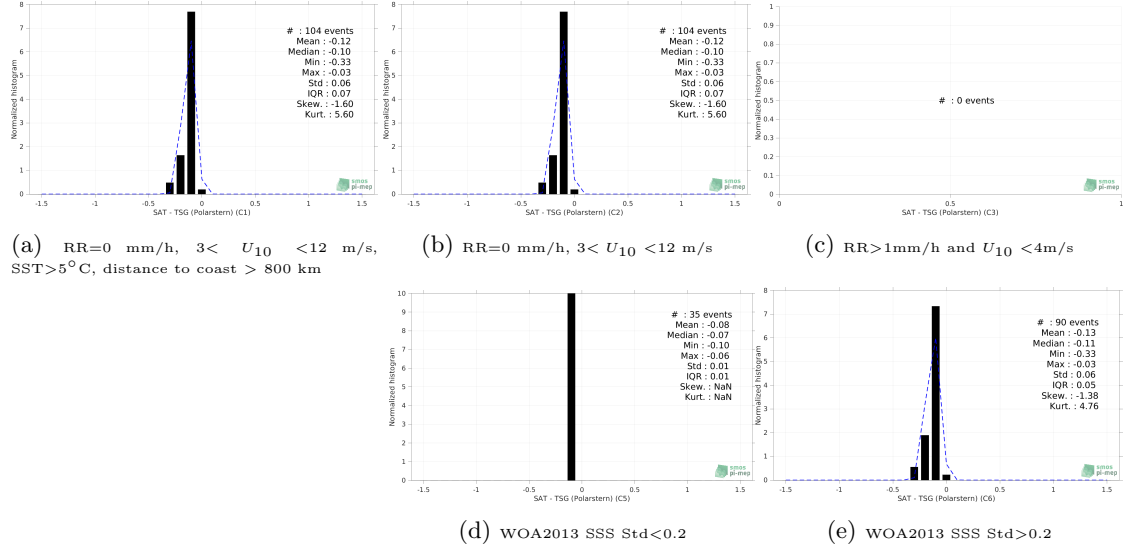 8
7
6
5
4
3
2
1
0
Normalized histogram
# : 104 events
Mean : -0.12
Median : -0.10
Min : -0.33
Max : -0.03
Std : 0.06
IQR : 0.07
Skew. : -1.60
Kurt. : 5.60
smos
pi-mep
-1.5 -1 -0.5 0 0.5 1 1.5
SAT - TSG (Polarstern) (C1)
(a) RR=0 mm/h, 3< U10 <12 m/s,
SST>5°C, distance to coast > 800 km
8
7
6
5
4
3
2
1
0
Normalized histogram
# : 104 events
Mean : -0.12
Median : -0.10
Min : -0.33
Max : -0.03
Std : 0.06
IQR : 0.07
Skew. : -1.60
Kurt. : 5.60
smos
pi-mep
-1.5 -1 -0.5 0 0.5 1 1.5
SAT - TSG (Polarstern) (C2)
(b) RR=0 mm/h, 3< U10 <12 m/s
1
0.9
0.8
0.7
0.6
0.5
0.4
0.3
0.2
0.1
0
Normalized histogram
# : 0 events
smos
pi-mep
0 0.5 1
SAT - TSG (Polarstern) (C3)
(c) RR>1mm/h and U10 <4m/s
10
9
8
7
6
5
4
3
2
1
0
Normalized histogram
# : 35 events
Mean : -0.08
Median : -0.07
Min : -0.10
Max : -0.06
Std : 0.01
IQR : 0.01
Skew. : NaN
Kurt. : NaN
smos
pi-mep
-1.5 -1 -0.5 0 0.5 1 1.5
SAT - TSG (Polarstern) (C5)
(d) WOA2013 SSS Std<0.2
8
7
6
5
4
3
2
1
0
Normalized histogram
# : 90 events
Mean : -0.13
Median : -0.11
Min : -0.33
Max : -0.03
Std : 0.06
IQR : 0.05
Skew. : -1.38
Kurt. : 4.76
smos
pi-mep
-1.5 -1 -0.5 0 0.5 1 1.5
SAT - TSG (Polarstern) (C6)
(e) WOA2013 SSS Std>0.2